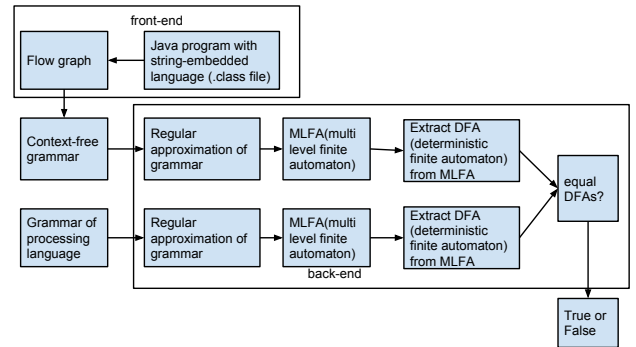 front-end
Flow graph
Java program with
string-embedded
language (.class file)
Context-free
grammar
Regular
approximation of
grammar
MLFA(multi
level finite
automaton)
Extract DFA
(deterministic
finite automaton)
from MLFA
equal
DFAs?
Grammar of
processing
language
Regular
approximation of
grammar
MLFA(multi
level finite
automaton)
Extract DFA
(deterministic
finite automaton)
from MLFA
back-end
True or
False